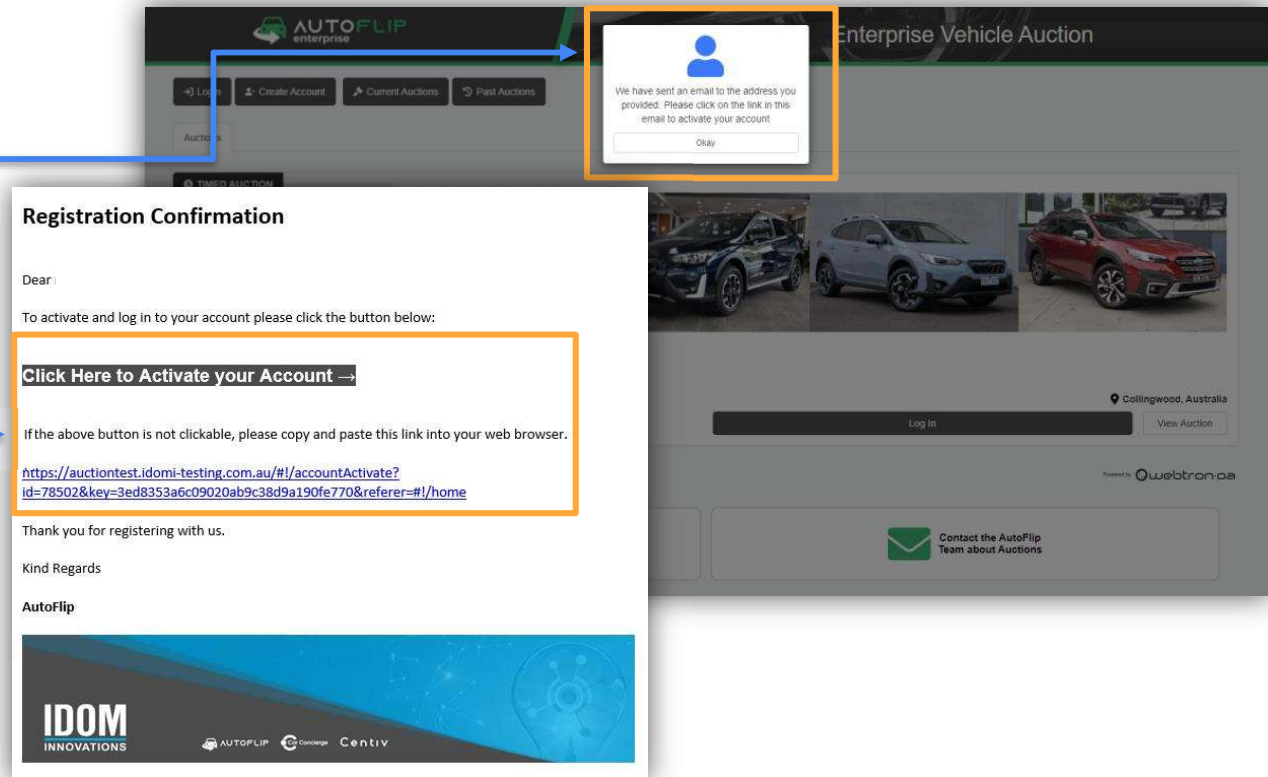 AUTOFLIP
enterprise
Enterprise Vehicle Auction
Login
Create Account
Current Auctions
Past Auctions
Auctions
TIMED AUCTION
We have sent an email to the address you
provided. Please click on the link in this
email to activate your account
Okay
Collingwood, Australia
Log In
View Auction
Powered by webtron oa
Contact the AutoFlip
Team about Auctions
Registration Confirmation
Dear
To activate and log in to your account please click the button below:
Click Here to Activate your Account →
If the above button is not clickable, please copy and paste this link into your web browser.
https://auctiontest.idomi-testing.com.au/#!/accountActivate?
id=78502&key=3ed8353a6c09020ab9c38d9a190fe770&referer=#!/home
Thank you for registering with us.
Kind Regards
AutoFlip
IDOM
INNOVATIONS
AUTOFLIP
Car Concierge
Centiv